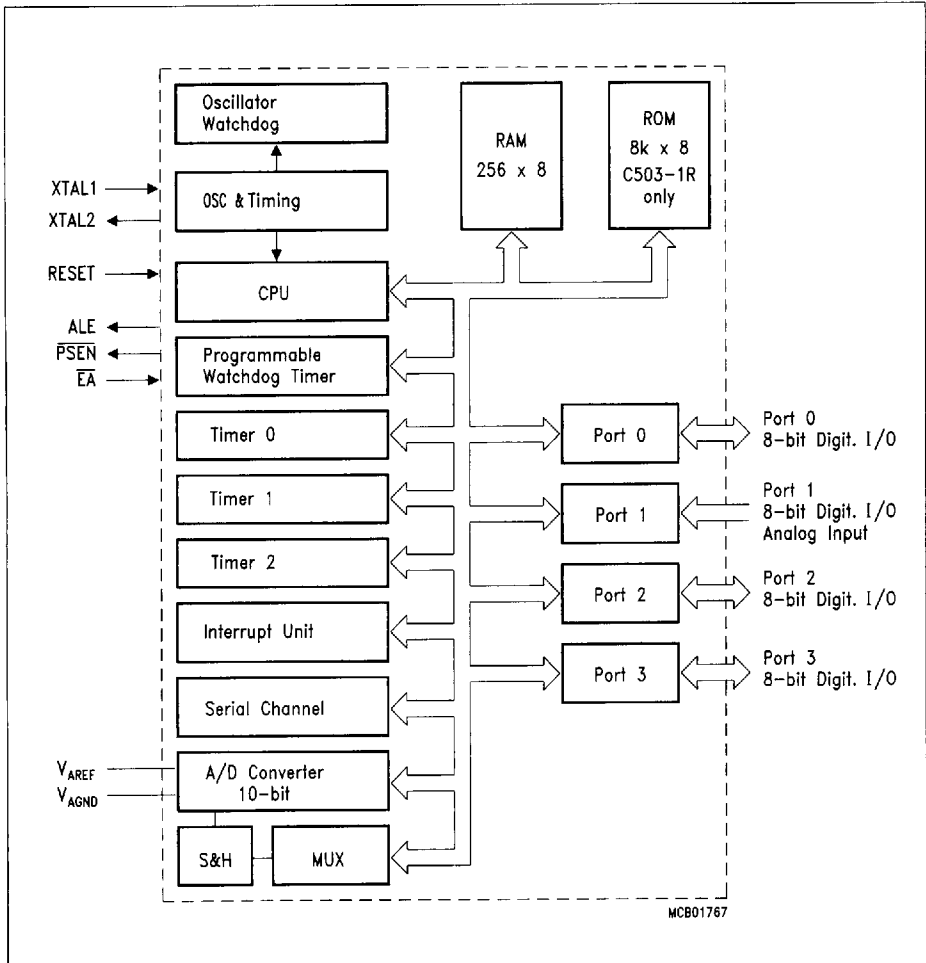 Oscillator
Watchdog
OSC & Timing
CPU
Programmable
Watchdog Timer
Timer 0
Timer 1
Timer 2
Interrupt Unit
Serial Channel
A/D Converter
10-bit
S&H
MUX
RAM
256 x 8
ROM
8k x 8
C503-1R
only
XTAL1
XTAL2
RESET
ALE
PSEN
EA
VAREF
VAGND
Port 0
Port 1
Port 2
Port 3
Port 0
8-bit Digit. I/O
Port 1
8-bit Digit. I/O
Analog Input
Port 2
8-bit Digit. I/O
Port 3
8-bit Digit. I/O
MCB01767